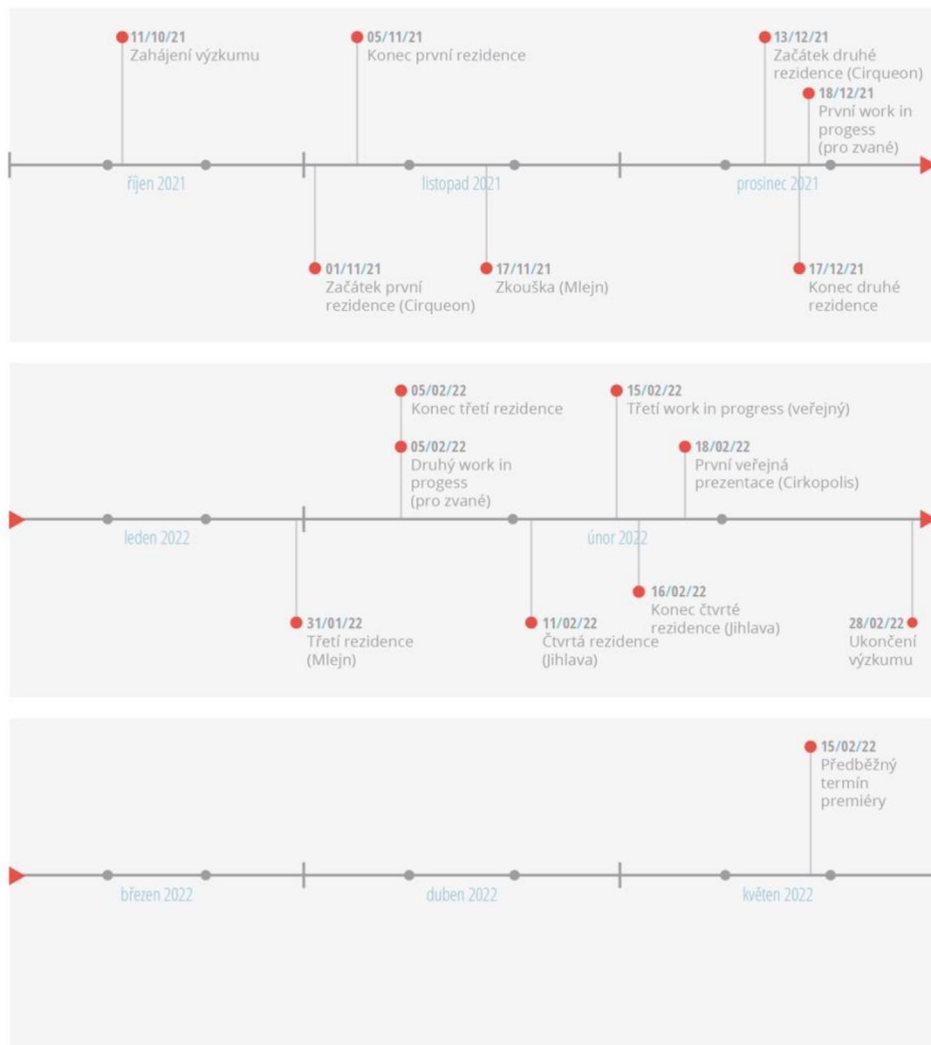 11/10/21
Zahájení výzkumu
05/11/21
Konec první rezidence
13/12/21
Začátek druhé
rezidence (Cirqueon)
18/12/21
První work in
progess
(pro zvané)
říjen 2021
listopad 2021
prosinec 2021
01/11/21
Začátek první
rezidence (Cirqueon)
17/11/21
Zkouška (Mlejn)
17/12/21
Konec druhé
rezidence
05/02/22
Konec třetí rezidence
05/02/22
Druhý work in
progess
(pro zvané)
15/02/22
Třetí work in progress (veřejný)
18/02/22
První veřejná
prezentace (Cirkopolis)
leden 2022
únor 2022
31/01/22
Třetí rezidence
(Mlejn)
11/02/22
Čtvrtá rezidence
(Jihlava)
16/02/22
Konec čtvrté
rezidence (Jihlava)
28/02/22
Ukončení
výzkumu
15/02/22
Předběžný
termín
premiéry
březen 2022
duben 2022
květen 2022